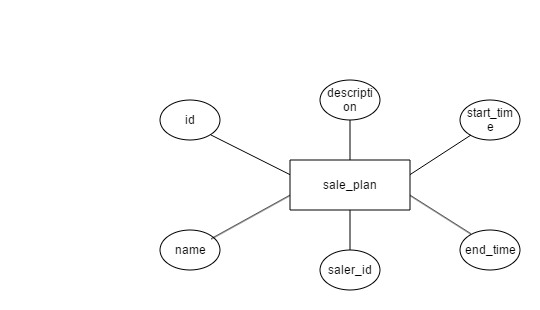 descripti
on
id
start_tim
e
sale_plan
name
end_time
saler_id